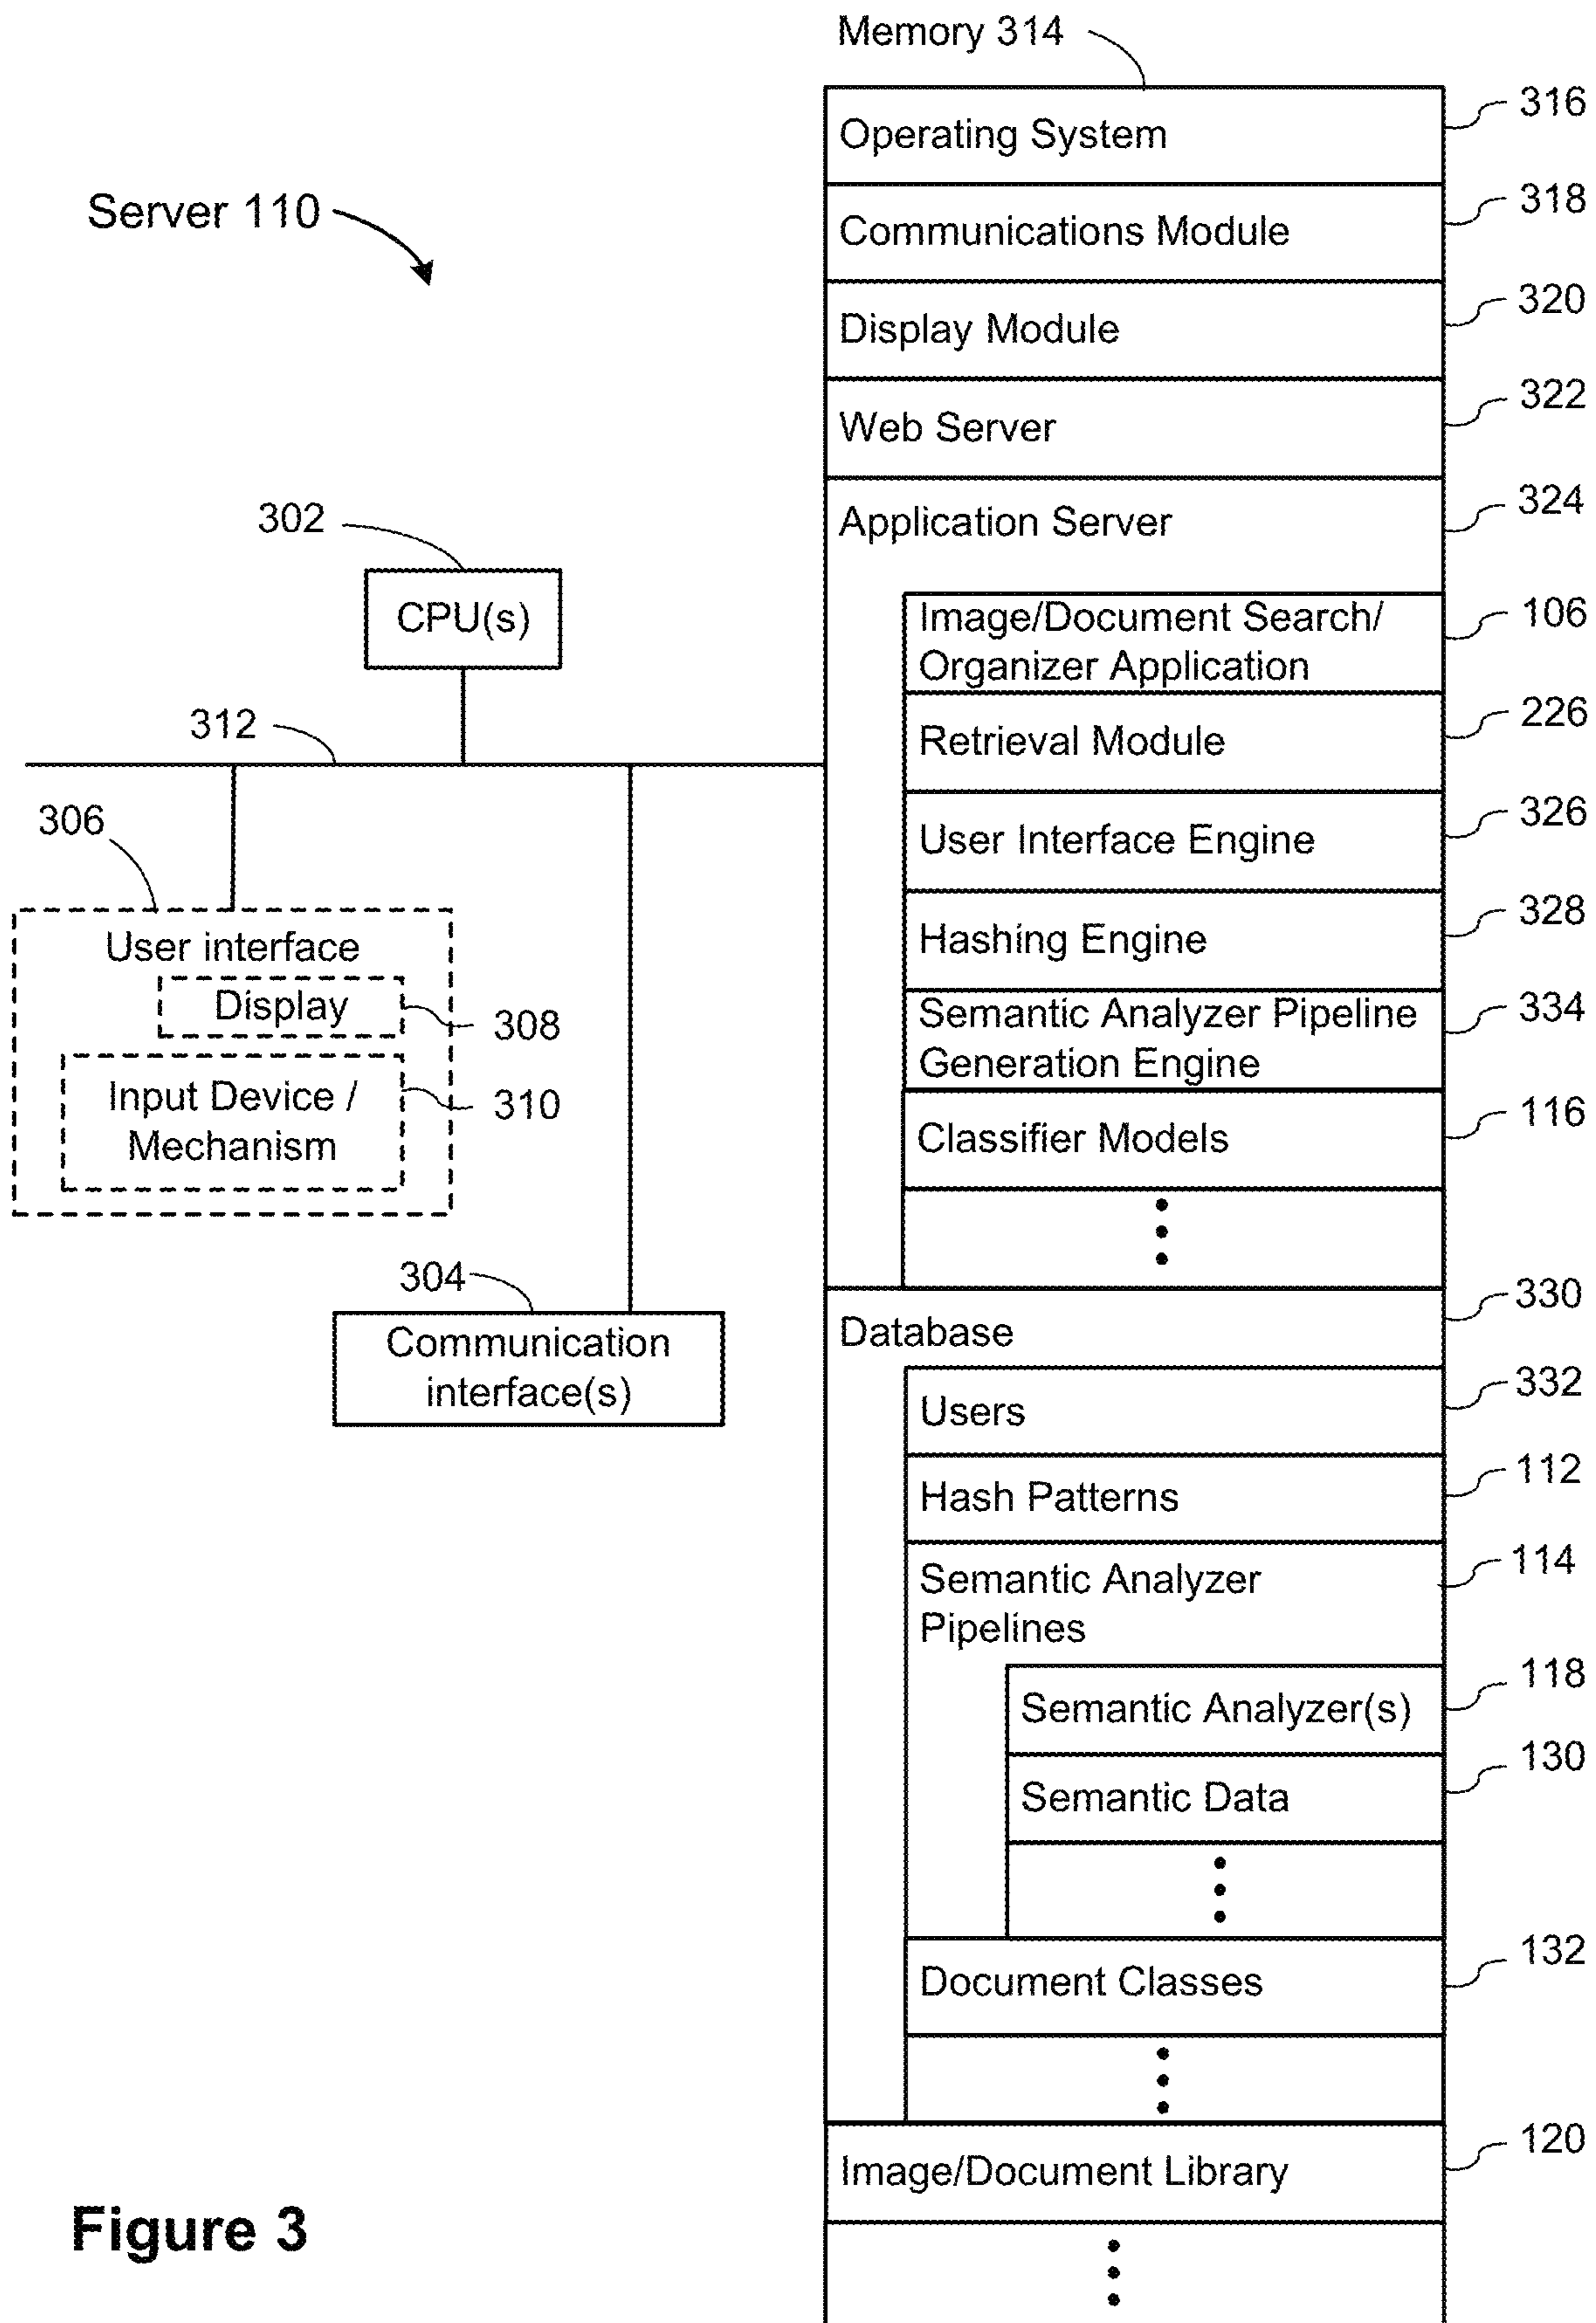 Memory 314
316
Operating System
318
Server 110
Communications Module
320
Display Module
322
Web Server
324
Application Server
302
CPU(s)
Image/Document Search/
106
Organizer Application
312
226
Retrieval Module
306
326
User Interface Engine
328
User interface
Hashing Engine
Display
308
334
Semantic Analyzer Pipeline
Generation Engine
Input Device /
310
Mechanism
116
Classifier Models
304
330
Communication
interface(s)
Database
332
Users
112
Hash Patterns
114
Semantic Analyzer
Pipelines
118
Semantic Analyzer(s)
130
Semantic Data
132
Document Classes
120
Image/Document Library
Figure 3